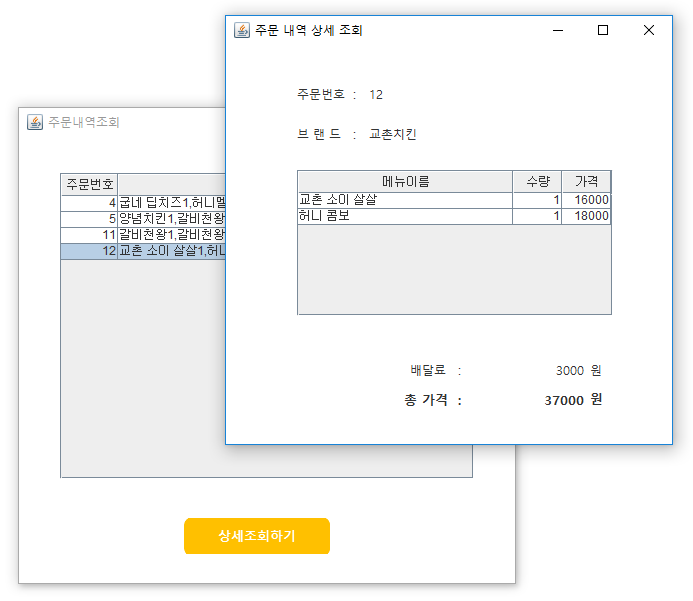 주문 내역 상세 조회
주문번호 : 12
브 랜 드 : 교촌치킨
메뉴이름 수량 가격
교촌 소이 살살 1 16000
허니 콤보 1 18000
배달료 : 3000 원
총 가격 : 37000 원
주문내역조회
주문번호
4 굽네 딥치즈1,허니멜
5 양념치킨1,갈비천왕
11 갈비천왕1,갈비천왕
12 교촌 소이 살살1,허니
상세조회하기